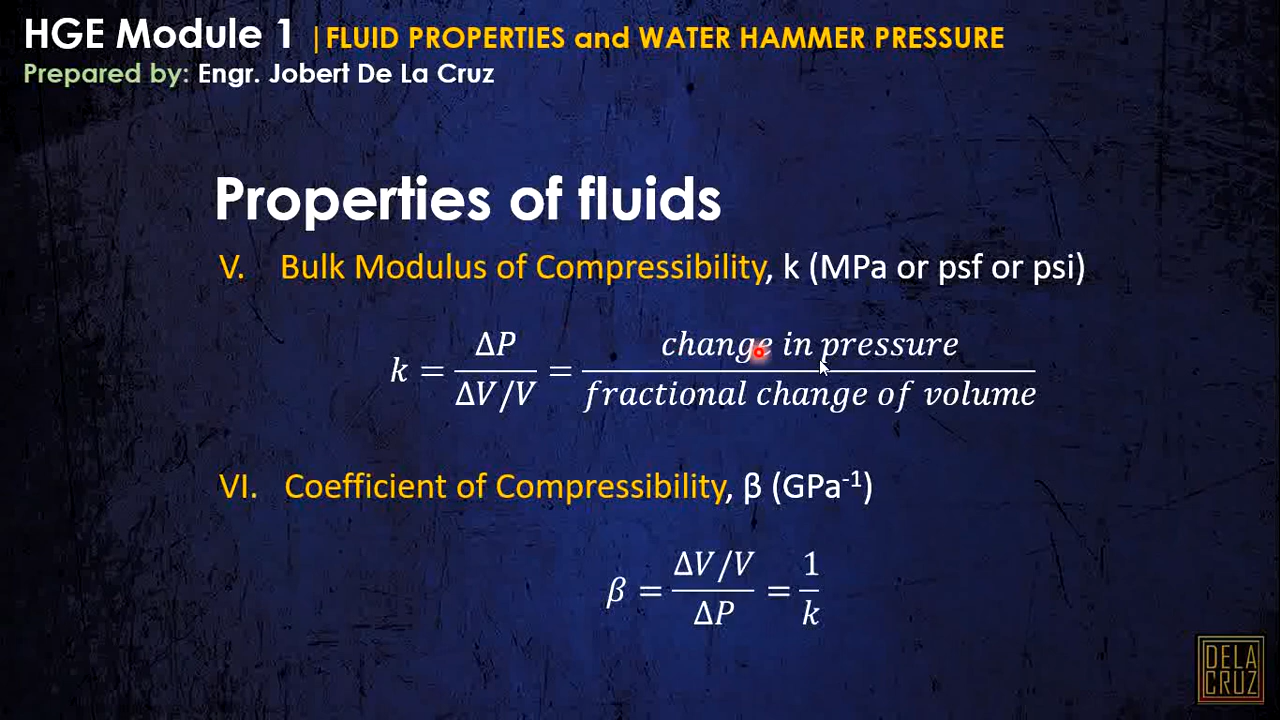 HGE Module 1 | FLUID PROPERTIES and WATER HAMMER PRESSURE
Prepared by: Engr. Jobert De La Cruz
Properties of fluids
V. Bulk Modulus of Compressibility, k (MPa or psf or psi)
k = ΔP / (ΔV/V) = change in pressure / fractional change of volume
VI. Coefficient of Compressibility, β (GPa⁻¹)
β = (ΔV/V) / ΔP = 1/k
DELA
CRUZ